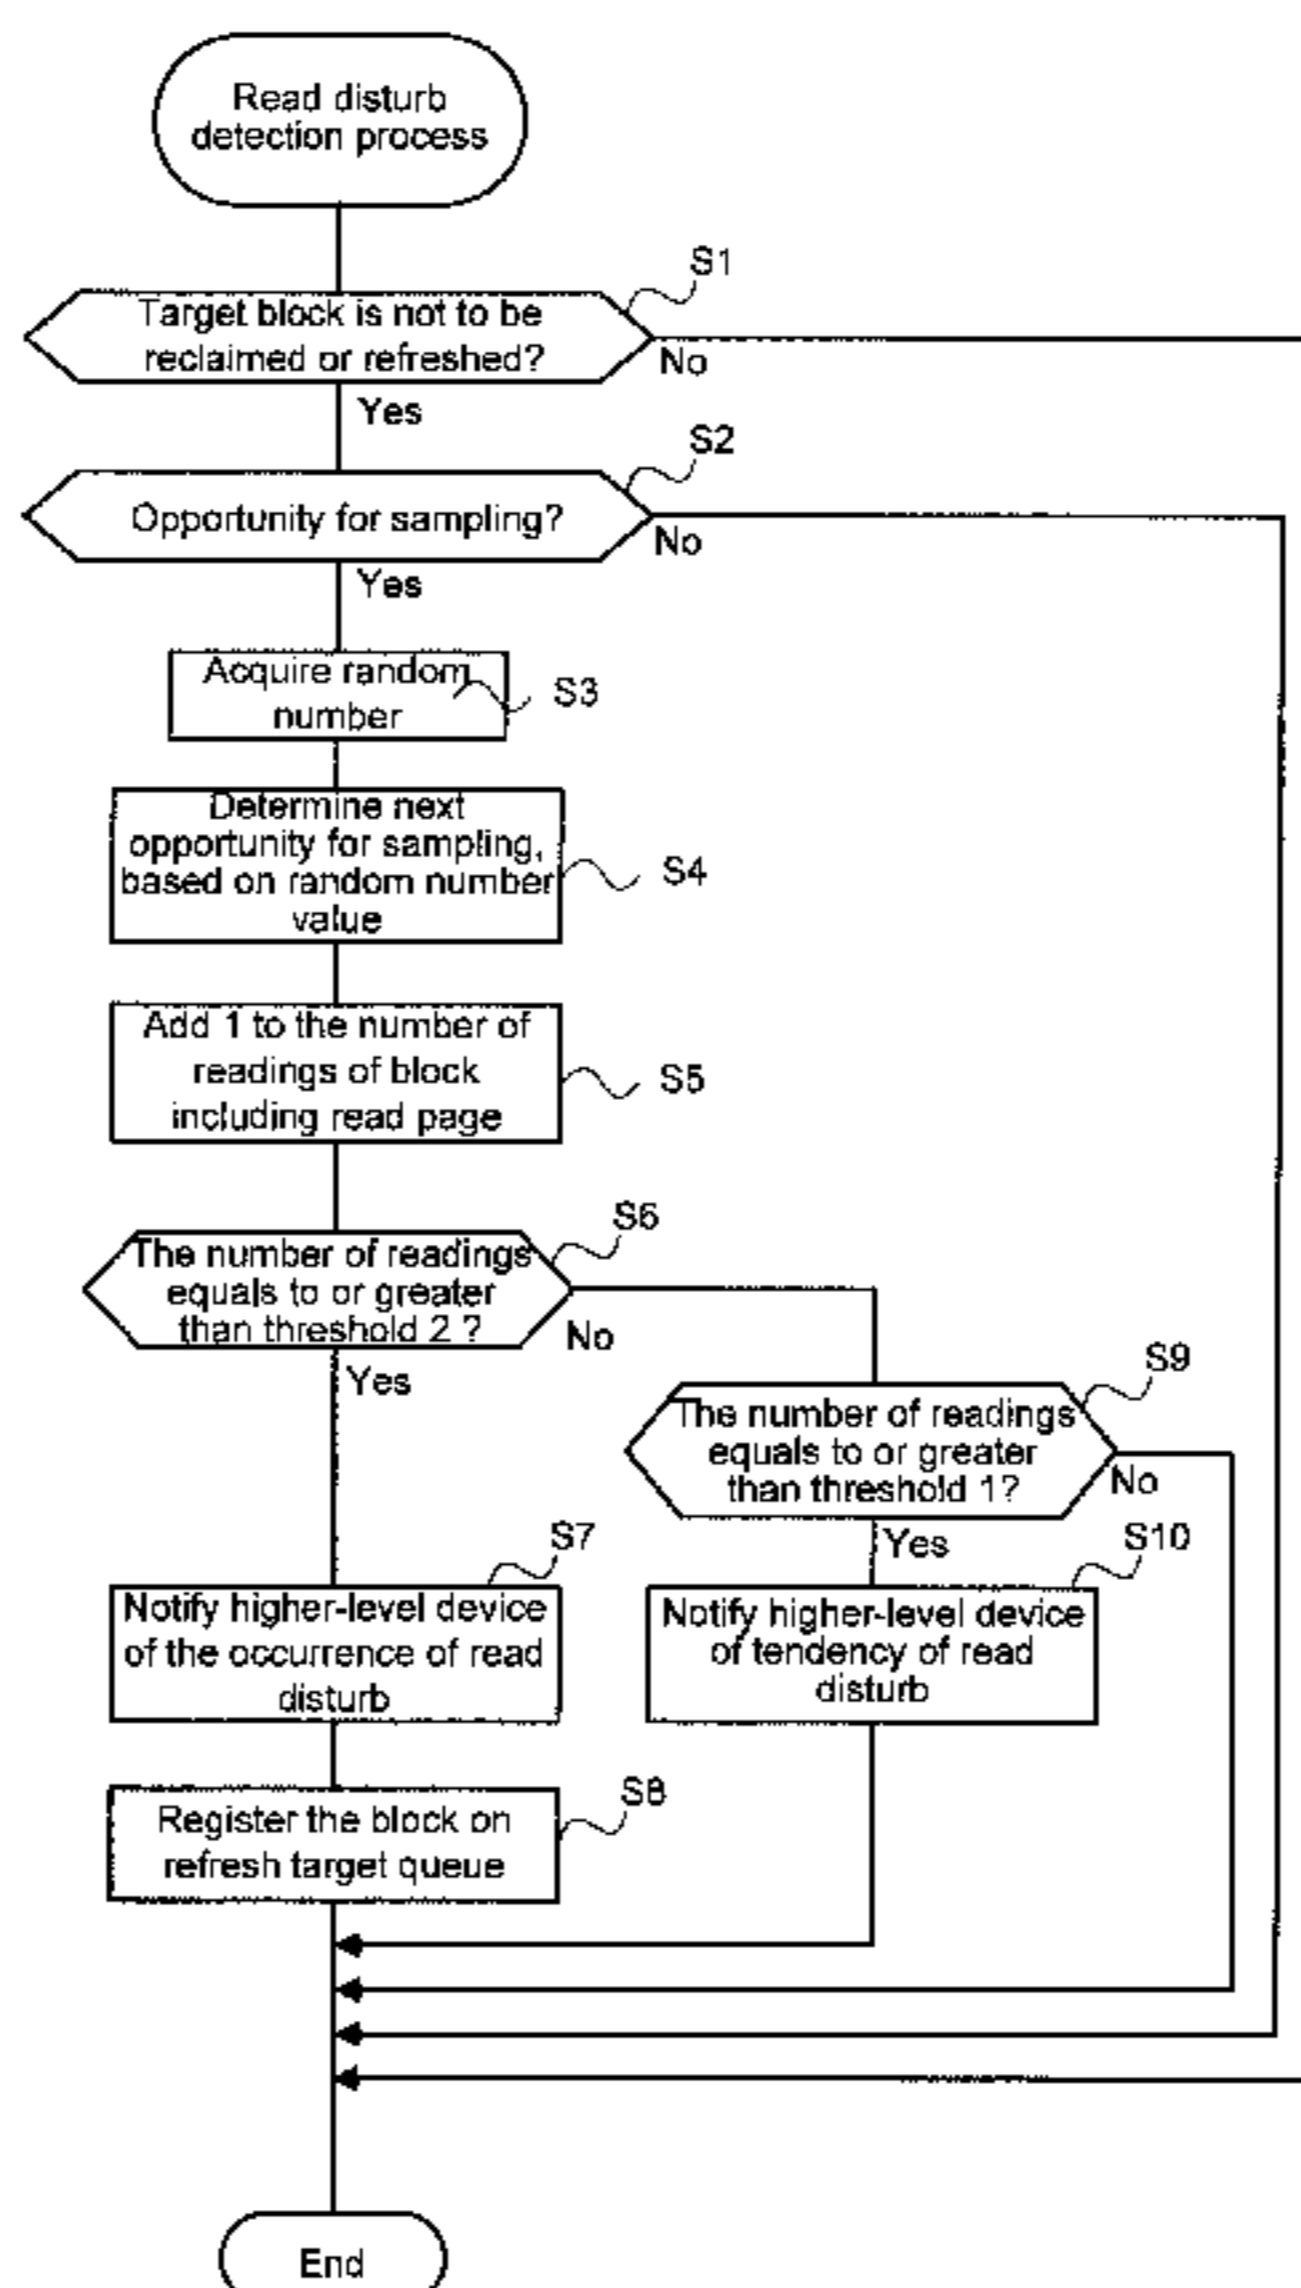 Read disturb
detection process
S1
Target block is not to be
reclaimed or refreshed?
No
Yes
S2
Opportunity for sampling?
No
Yes
Acquire random
number
S3
Determine next
opportunity for sampling,
based on random number
value
S4
Add 1 to the number of
readings of block
including read page
S5
S6
The number of readings
equals to or greater
than threshold 2 ?
No
Yes
S9
The number of readings
equals to or greater
than threshold 1?
No
Yes
S7
Notify higher-level device
of the occurrence of read
disturb
S10
Notify higher-level device
of tendency of read
disturb
S8
Register the block on
refresh target queue
End